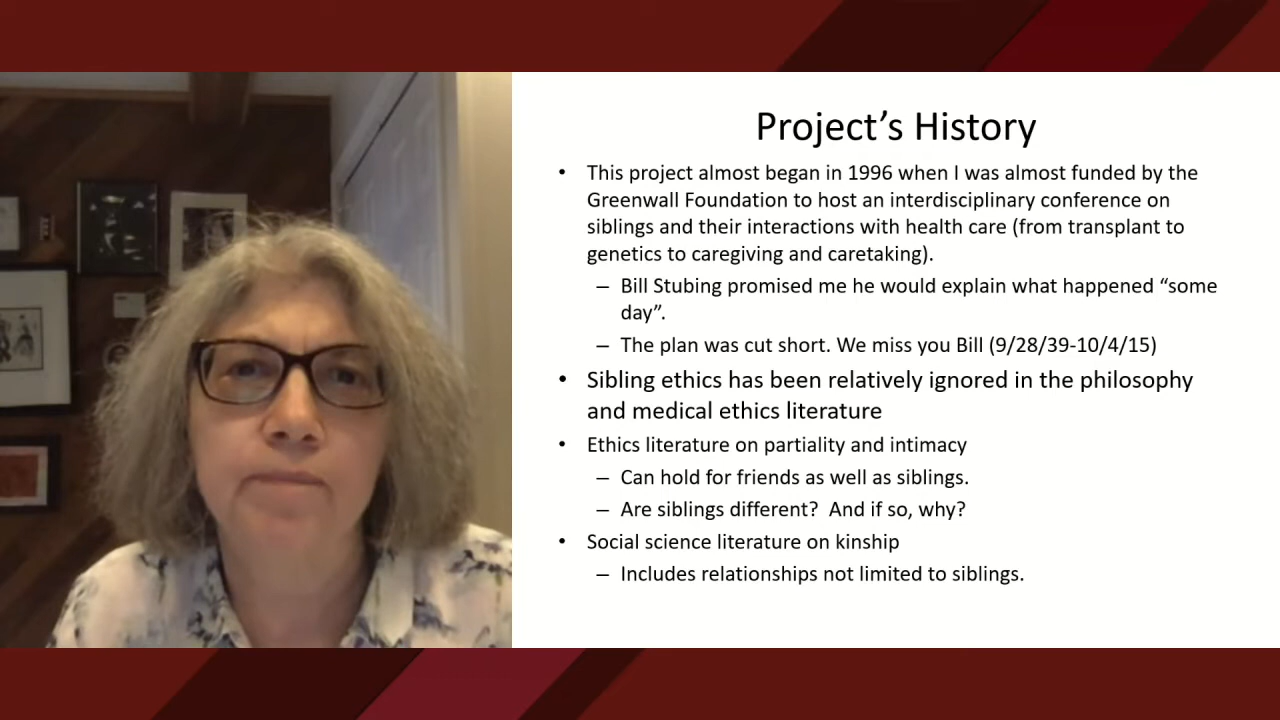 Project’s History
• This project almost began in 1996 when I was almost funded by the
Greenwall Foundation to host an interdisciplinary conference on
siblings and their interactions with health care (from transplant to
genetics to caregiving and caretaking).
– Bill Stubing promised me he would explain what happened “some
day”.
– The plan was cut short. We miss you Bill (9/28/39-10/4/15)
• Sibling ethics has been relatively ignored in the philosophy
and medical ethics literature
• Ethics literature on partiality and intimacy
– Can hold for friends as well as siblings.
– Are siblings different?  And if so, why?
• Social science literature on kinship
– Includes relationships not limited to siblings.